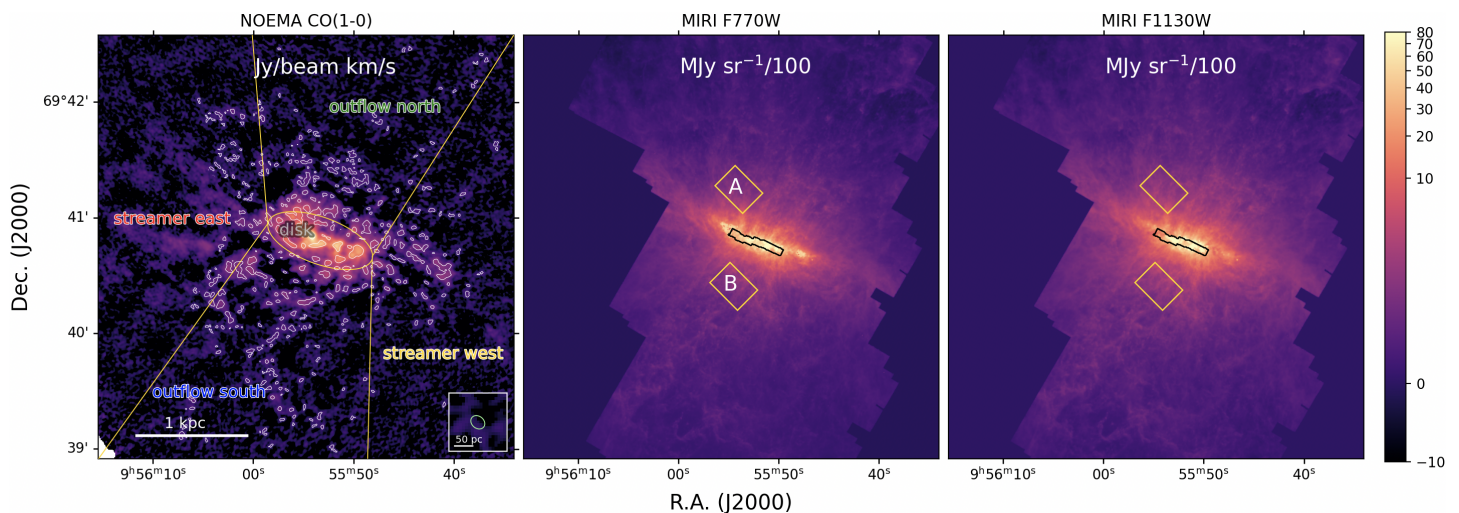 NOEMA CO(1-0)
MIRI F770W
MIRI F1130W
Jy/beam km/s
MJy sr⁻¹/100
MJy sr⁻¹/100
outflow north
streamer east
disk
streamer west
outflow south
1 kpc
50 pc
A
B
69°42'
41'
40'
39'
Dec. (J2000)
9ʰ56ᵐ10ˢ
00ˢ
55ᵐ50ˢ
40ˢ
9ʰ56ᵐ10ˢ
00ˢ
55ᵐ50ˢ
40ˢ
9ʰ56ᵐ10ˢ
00ˢ
55ᵐ50ˢ
40ˢ
R.A. (J2000)
80
70
60
50
40
30
20
10
0
−10